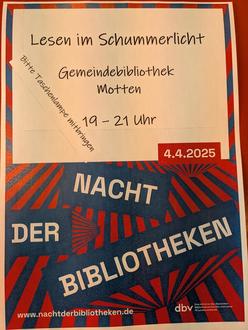 Lesen im Schummerlicht
Gemeindebibliothek
Motten
Bitte Taschenlampe mitbringen
19 – 21 Uhr
4.4.2025
NACHT
DER
BIBLIOTHEKEN
www.nachtderbibliotheken.de
dbv